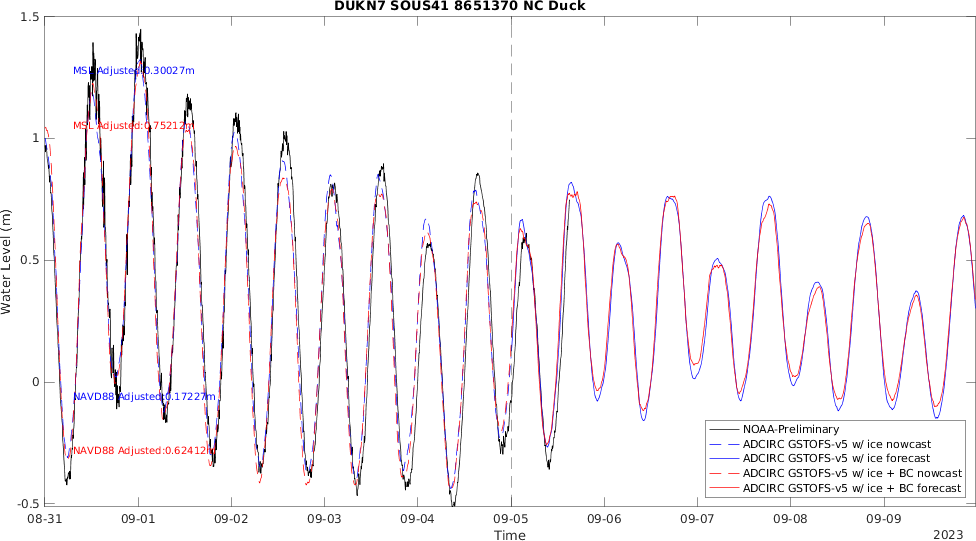 DUKN7 SOUS41 8651370 NC Duck
1.5
1
0.5
0
-0.5
Water Level (m)
MSL Adjusted:0.30027m
MSL Adjusted:0.75212m
NAVD88 Adjusted:0.17227m
NAVD88 Adjusted:0.62412m
NOAA-Preliminary
ADCIRC GSTOFS-v5 w/ ice nowcast
ADCIRC GSTOFS-v5 w/ ice forecast
ADCIRC GSTOFS-v5 w/ ice + BC nowcast
ADCIRC GSTOFS-v5 w/ ice + BC forecast
08-31 09-01 09-02 09-03 09-04 09-05 09-06 09-07 09-08 09-09
Time
2023